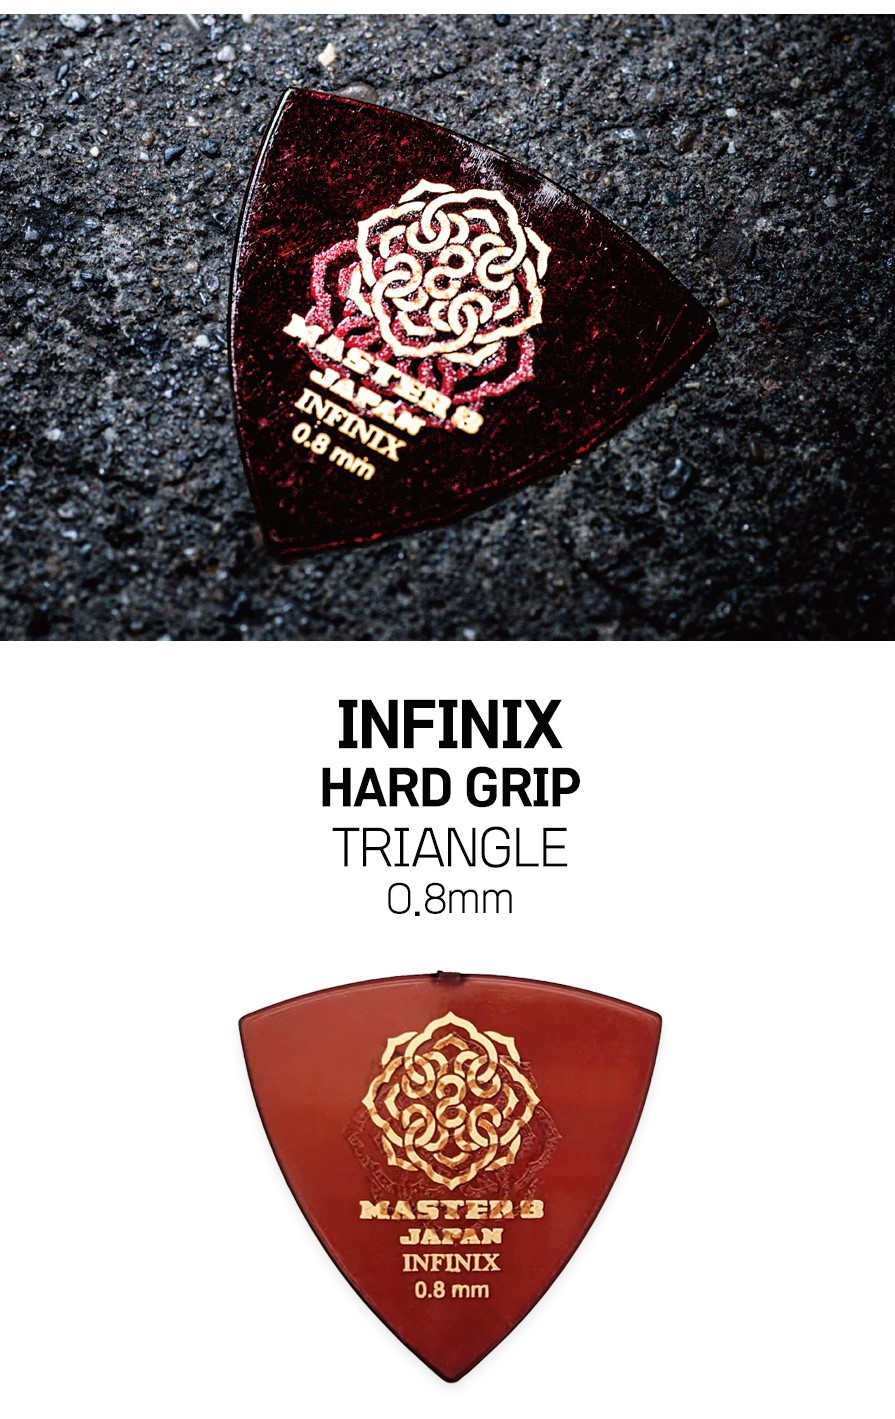 MASTER 8
JAPAN
INFINIX
0.8 mm
INFINIX
HARD GRIP
TRIANGLE
0.8mm
MASTER 8
JAPAN
INFINIX
0.8 mm